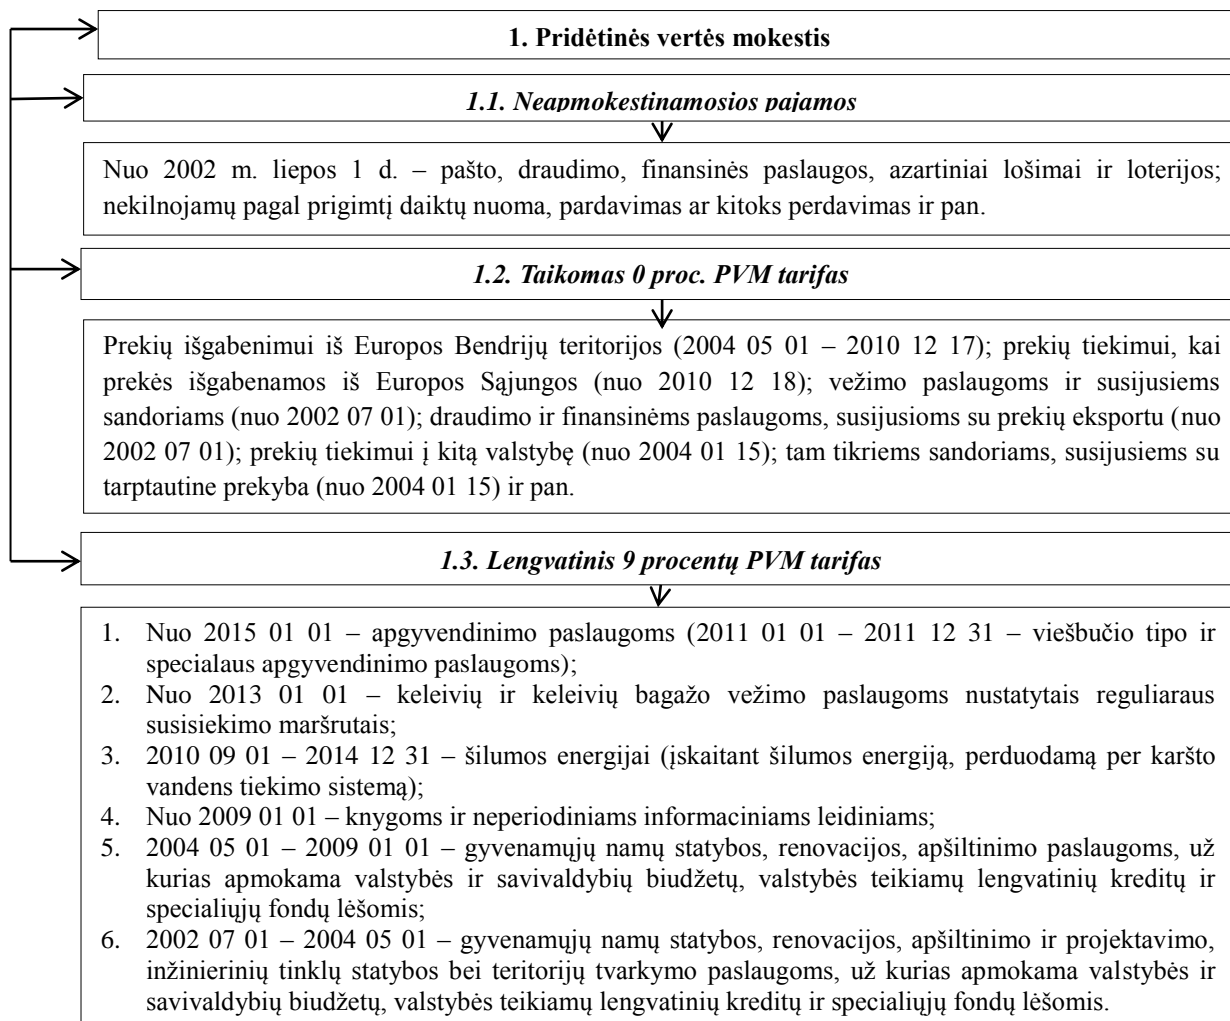 1. Pridėtinės vertės mokestis
1.1. Neapmokestinamosios pajamos
Nuo 2002 m. liepos 1 d. – pašto, draudimo, finansinės paslaugos, azartiniai lošimai ir loterijos;
nekilnojamų pagal prigimtį daiktų nuoma, pardavimas ar kitoks perdavimas ir pan.
1.2. Taikomas 0 proc. PVM tarifas
Prekių išgabenimui iš Europos Bendrijų teritorijos (2004 05 01 – 2010 12 17); prekių tiekimui, kai
prekės išgabenamos iš Europos Sąjungos (nuo 2010 12 18); vežimo paslaugoms ir susijusiems
sandoriams (nuo 2002 07 01); draudimo ir finansinėms paslaugoms, susijusioms su prekių eksportu (nuo
2002 07 01); prekių tiekimui į kitą valstybę (nuo 2004 01 15); tam tikriems sandoriams, susijusiems su
tarptautine prekyba (nuo 2004 01 15) ir pan.
1.3. Lengvatinis 9 procentų PVM tarifas
1. Nuo 2015 01 01 – apgyvendinimo paslaugoms (2011 01 01 – 2011 12 31 – viešbučio tipo ir
specialaus apgyvendinimo paslaugoms);
2. Nuo 2013 01 01 – keleivių ir keleivių bagažo vežimo paslaugoms nustatytais reguliaraus
susisiekimo maršrutais;
3. 2010 09 01 – 2014 12 31 – šilumos energijai (įskaitant šilumos energiją, perduodamą per karšto
vandens tiekimo sistemą);
4. Nuo 2009 01 01 – knygoms ir neperiodiniams informaciniams leidiniams;
5. 2004 05 01 – 2009 01 01 – gyvenamųjų namų statybos, renovacijos, apšiltinimo paslaugoms, už
kurias apmokama valstybės ir savivaldybių biudžetų, valstybės teikiamų lengvatinių kreditų ir
specialiųjų fondų lėšomis;
6. 2002 07 01 – 2004 05 01 – gyvenamųjų namų statybos, renovacijos, apšiltinimo ir projektavimo,
inžinierinių tinklų statybos bei teritorijų tvarkymo paslaugoms, už kurias apmokama valstybės ir
savivaldybių biudžetų, valstybės teikiamų lengvatinių kreditų ir specialiųjų fondų lėšomis.